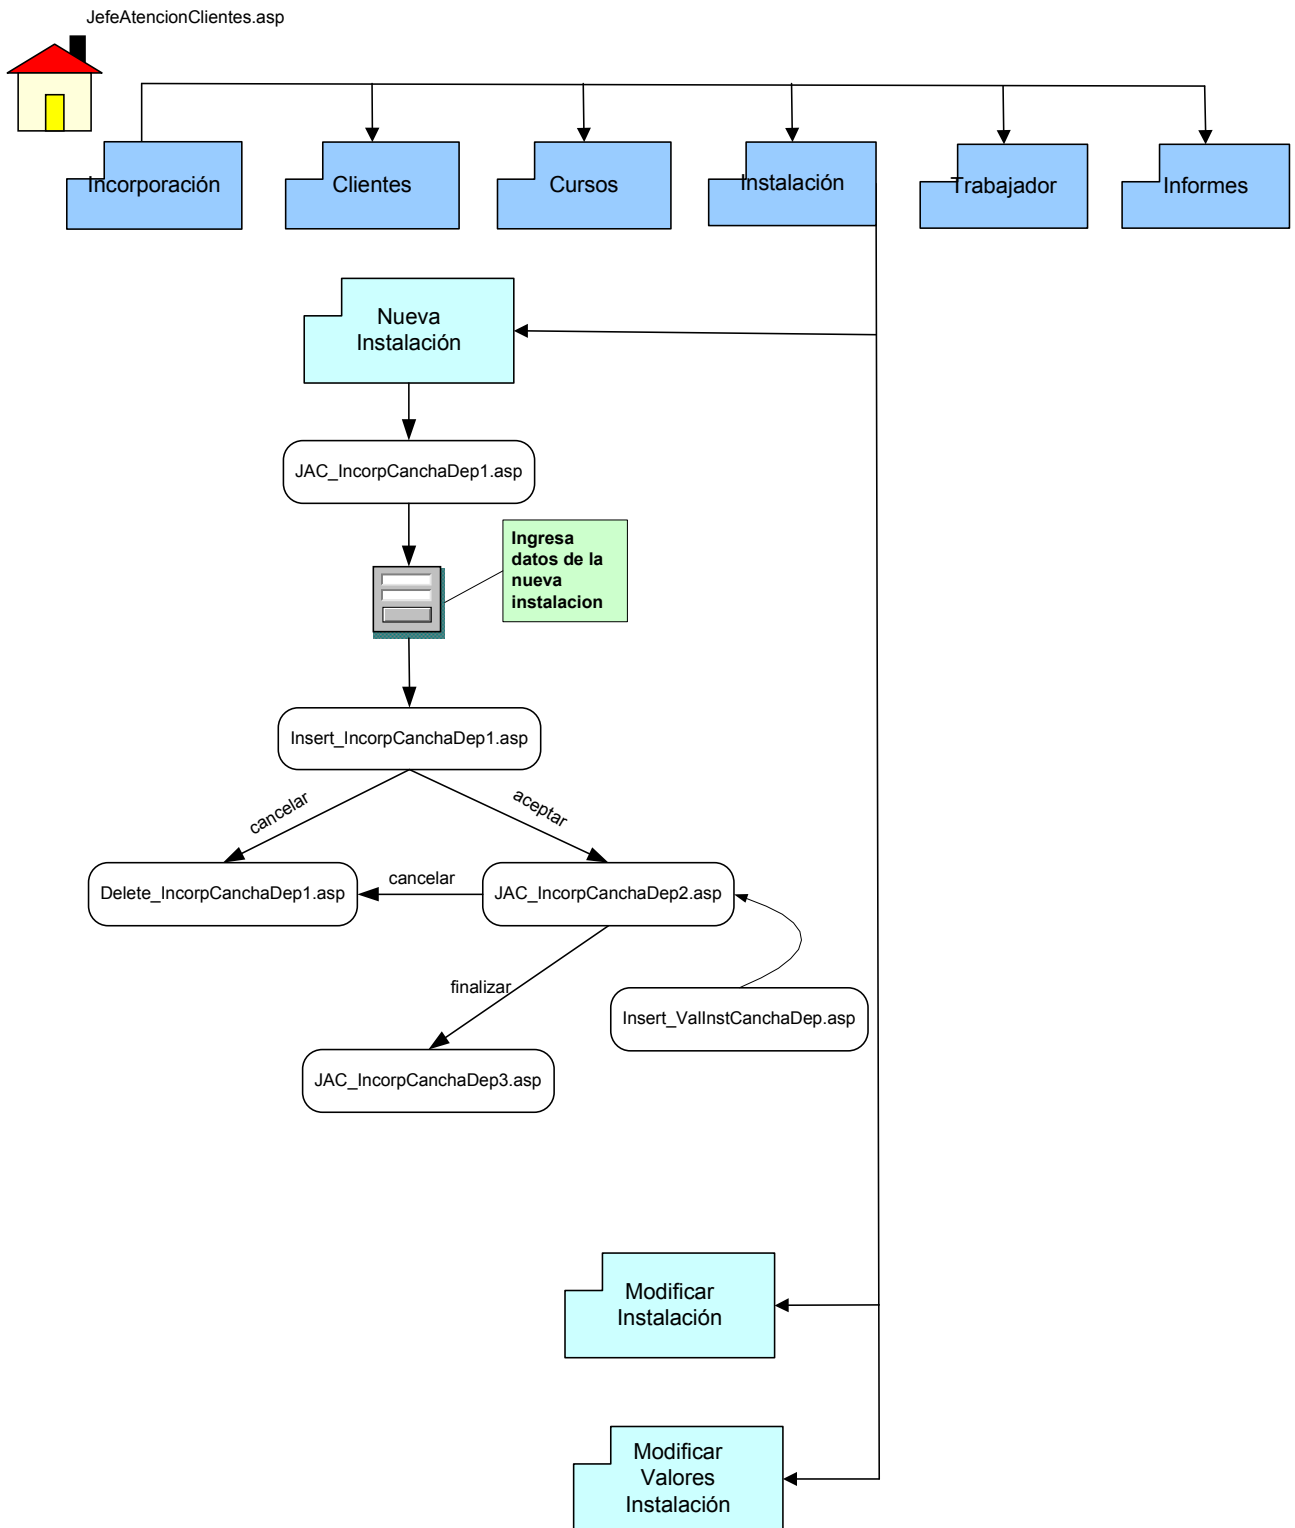 JefeAtencionClientes.asp
Incorporación
Clientes
Cursos
Instalación
Trabajador
Informes
Nueva
Instalación
JAC_IncorpCanchaDep1.asp
Ingresa
datos de la
nueva
instalacion
Insert_IncorpCanchaDep1.asp
cancelar
aceptar
Delete_IncorpCanchaDep1.asp
cancelar
JAC_IncorpCanchaDep2.asp
finalizar
Insert_ValInstCanchaDep.asp
JAC_IncorpCanchaDep3.asp
Modificar
Instalación
Modificar
Valores
Instalación